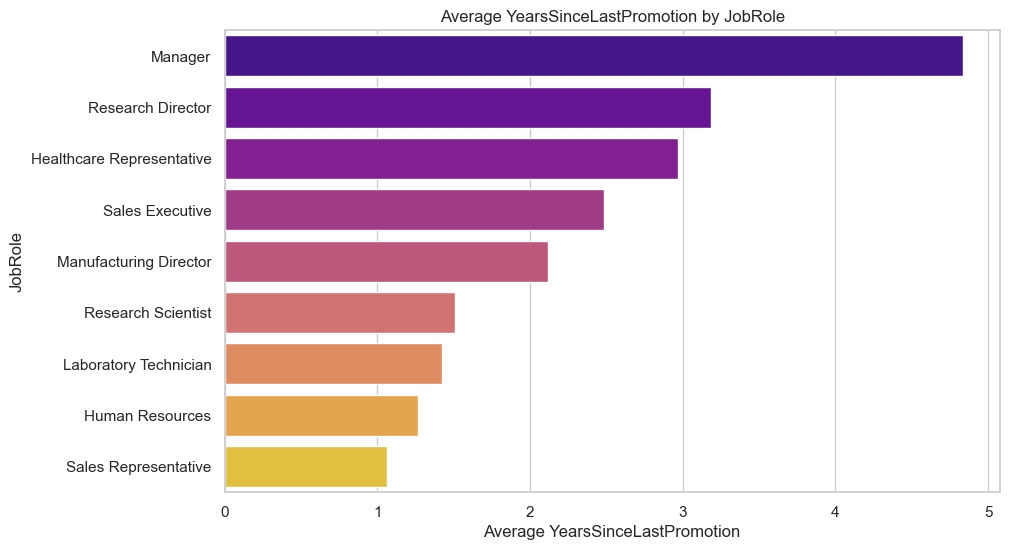 Average YearsSinceLastPromotion by JobRole
JobRole
Manager
Research Director
Healthcare Representative
Sales Executive
Manufacturing Director
Research Scientist
Laboratory Technician
Human Resources
Sales Representative
0 1 2 3 4 5
Average YearsSinceLastPromotion